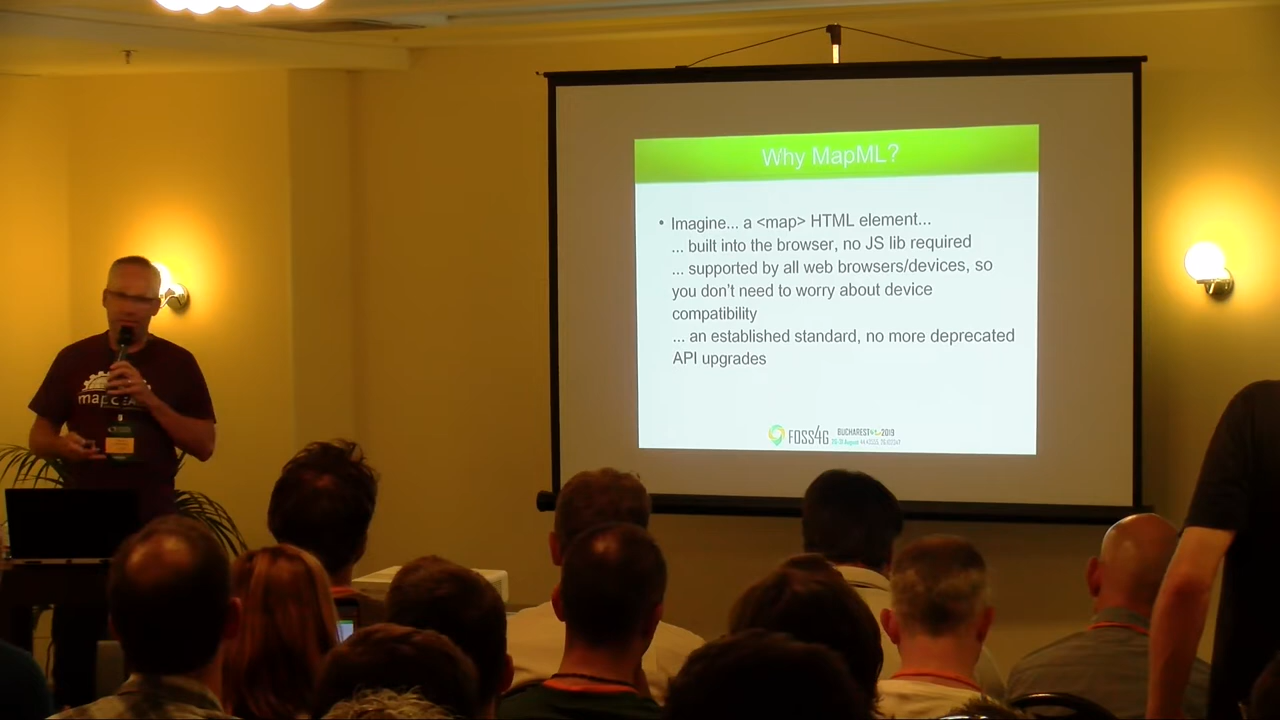 Why MapML?
• Imagine... a <map> HTML element...
... built into the browser, no JS lib required
... supported by all web browsers/devices, so
you don't need to worry about device
compatibility
... an established standard, no more deprecated
API upgrades
FOSS4G BUCHAREST 2019